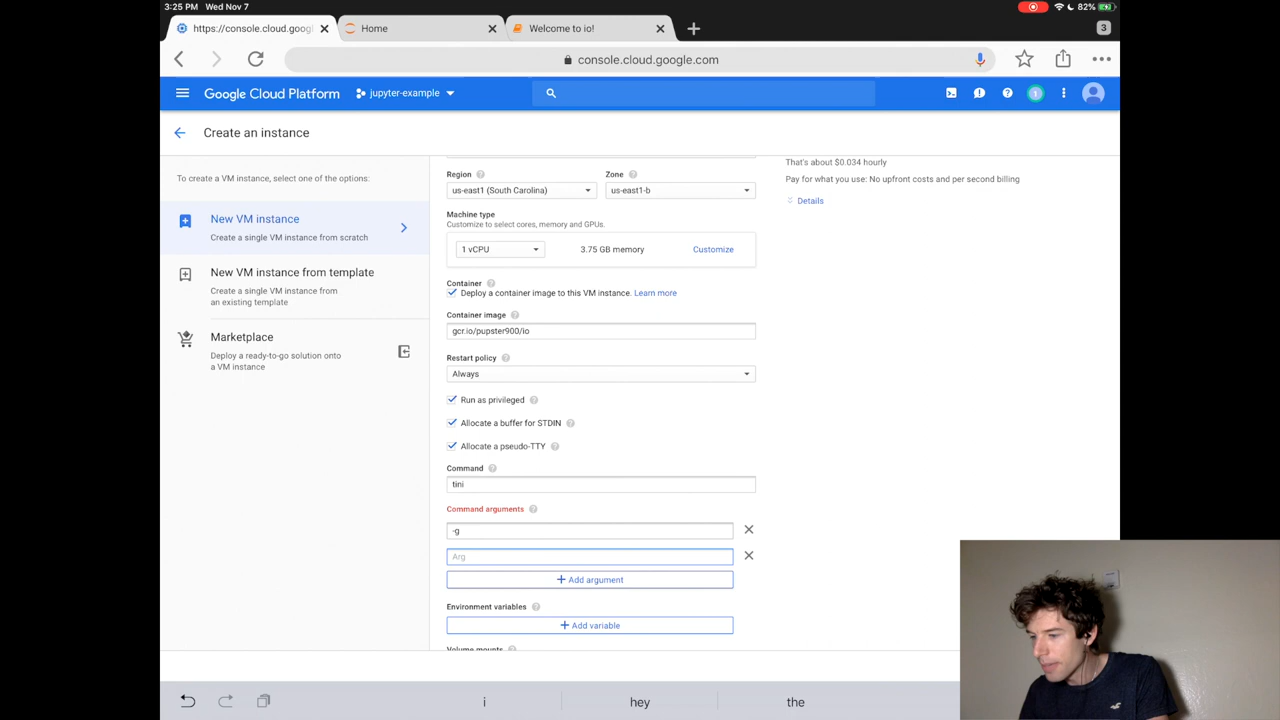 3:25 PM Wed Nov 7
82%
https://console.cloud.goog
Home
Welcome to io!
3
console.cloud.google.com
Google Cloud Platform
jupyter-example
1
Create an instance
To create a VM instance, select one of the options:
New VM instance
Create a single VM instance from scratch
New VM instance from template
Create a single VM instance from
an existing template
Marketplace
Deploy a ready-to-go solution onto
a VM instance
Region
Zone
us-east1 (South Carolina)
us-east1-b
Machine type
Customize to select cores, memory and GPUs.
1 vCPU
3.75 GB memory
Customize
Container
Deploy a container image to this VM instance. Learn more
Container image
gcr.io/pupster900/io
Restart policy
Always
Run as privileged
Allocate a buffer for STDIN
Allocate a pseudo-TTY
Command
tini
Command arguments
-g
Arg
Add argument
Environment variables
Add variable
Volume mounts
That's about $0.034 hourly
Pay for what you use: No upfront costs and per second billing
Details
i
hey
the